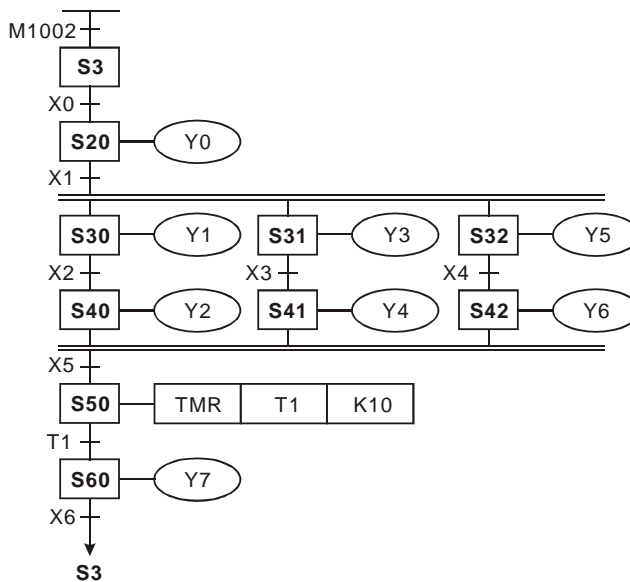 M1002
S3
X0
S20 Y0
X1
S30 Y1 S31 Y3 S32 Y5
X2 X3 X4
S40 Y2 S41 Y4 S42 Y6
X5
S50 TMR T1 K10
T1
S60 Y7
X6
S3